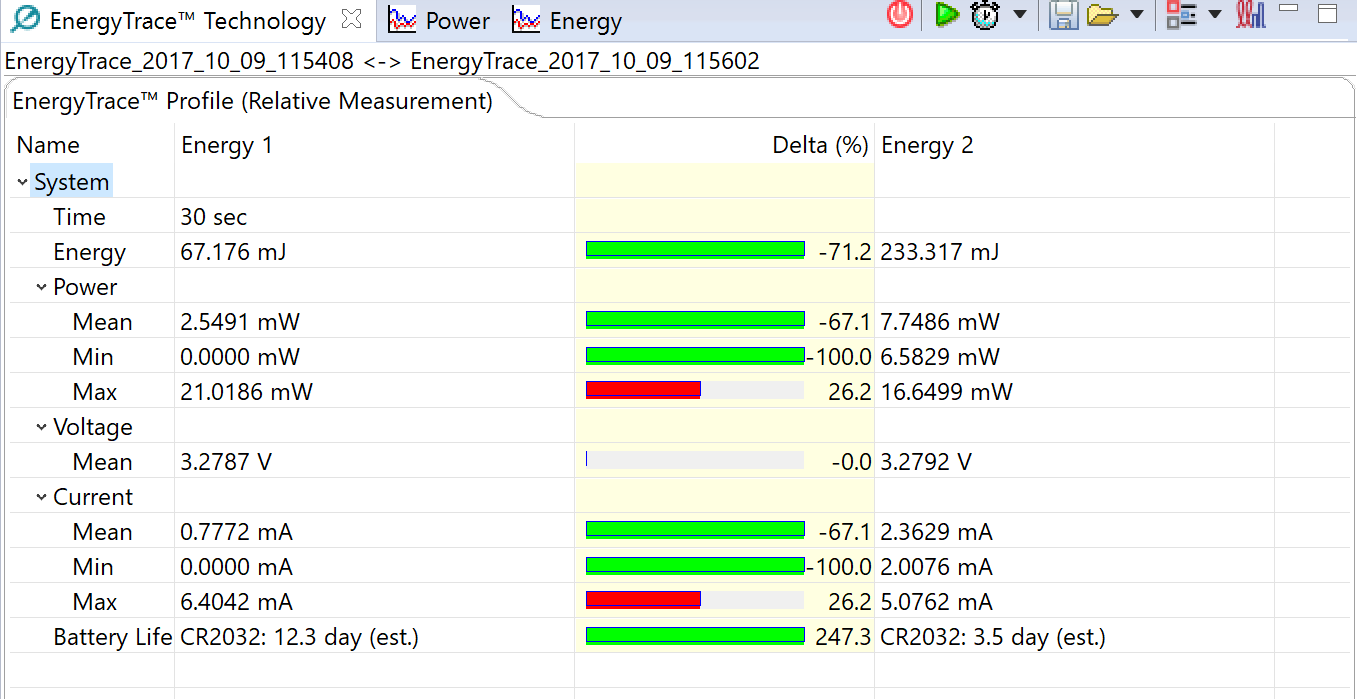 EnergyTrace™ Technology Power Energy
EnergyTrace_2017_10_09_115408 <-> EnergyTrace_2017_10_09_115602
EnergyTrace™ Profile (Relative Measurement)
Name Energy 1 Delta (%) Energy 2
System
Time 30 sec
Energy 67.176 mJ -71.2 233.317 mJ
Power
Mean 2.5491 mW -67.1 7.7486 mW
Min 0.0000 mW -100.0 6.5829 mW
Max 21.0186 mW 26.2 16.6499 mW
Voltage
Mean 3.2787 V -0.0 3.2792 V
Current
Mean 0.7772 mA -67.1 2.3629 mA
Min 0.0000 mA -100.0 2.0076 mA
Max 6.4042 mA 26.2 5.0762 mA
Battery Life CR2032: 12.3 day (est.) 247.3 CR2032: 3.5 day (est.)